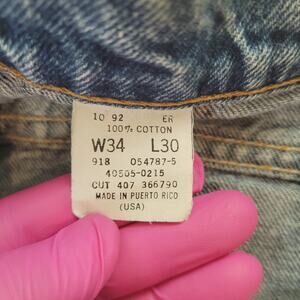 10 92 ER
100% COTTON
W34 L30
918 054787-5
40505-0215
CUT 407 366790
MADE IN PUERTO RICO
(USA)